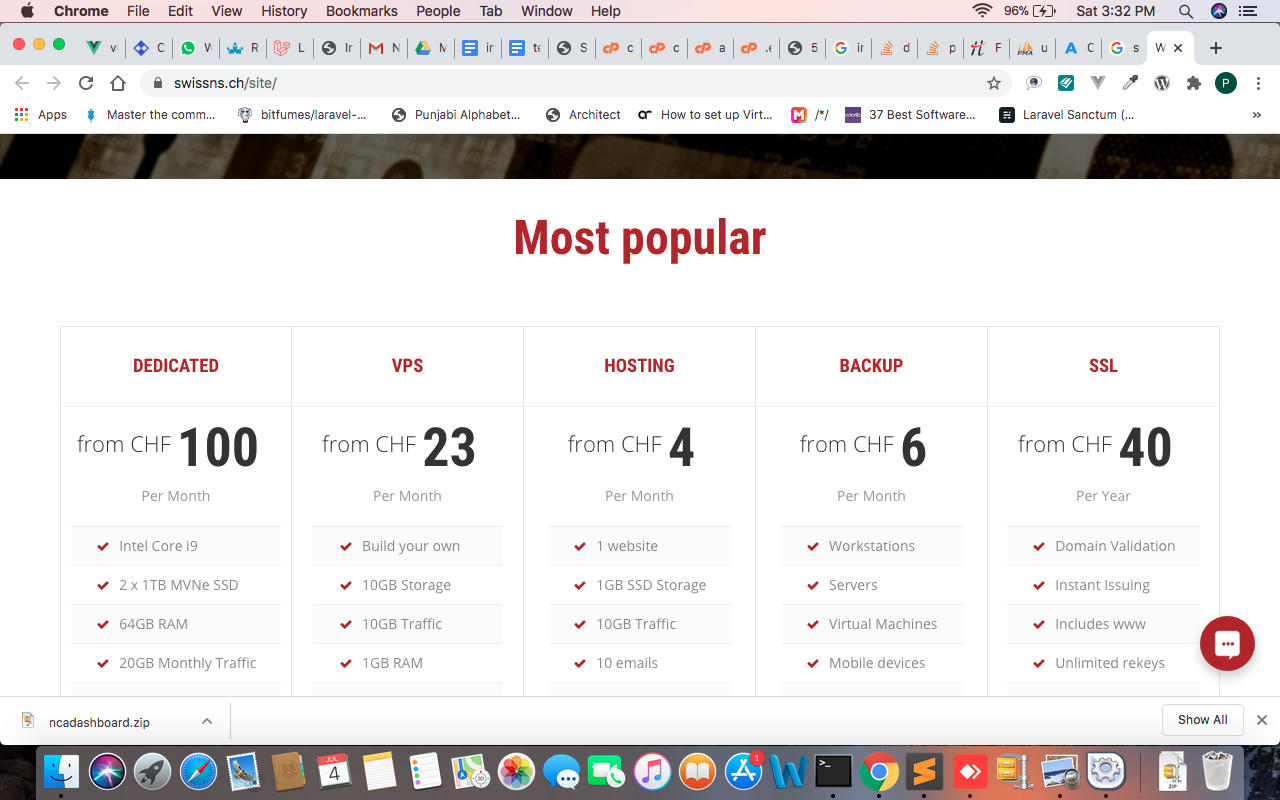 Chrome File Edit View History Bookmarks People Tab Window Help 96% Sat 3:32 PM
swissns.ch/site/
P
Apps Master the comm... bitfumes/laravel-... Punjabi Alphabet... Architect How to set up Virt... /*/ 37 Best Software... Laravel Sanctum (... »
Most popular
DEDICATED VPS HOSTING BACKUP SSL
from CHF 100 from CHF 23 from CHF 4 from CHF 6 from CHF 40
Per Month Per Month Per Month Per Month Per Year
Intel Core i9 Build your own 1 website Workstations Domain Validation
2 x 1TB MVNe SSD 10GB Storage 1GB SSD Storage Servers Instant Issuing
64GB RAM 10GB Traffic 10GB Traffic Virtual Machines Includes www
20GB Monthly Traffic 1GB RAM 10 emails Mobile devices Unlimited rekeys
ncadashboard.zip Show All
JUL
4
1
ZIP